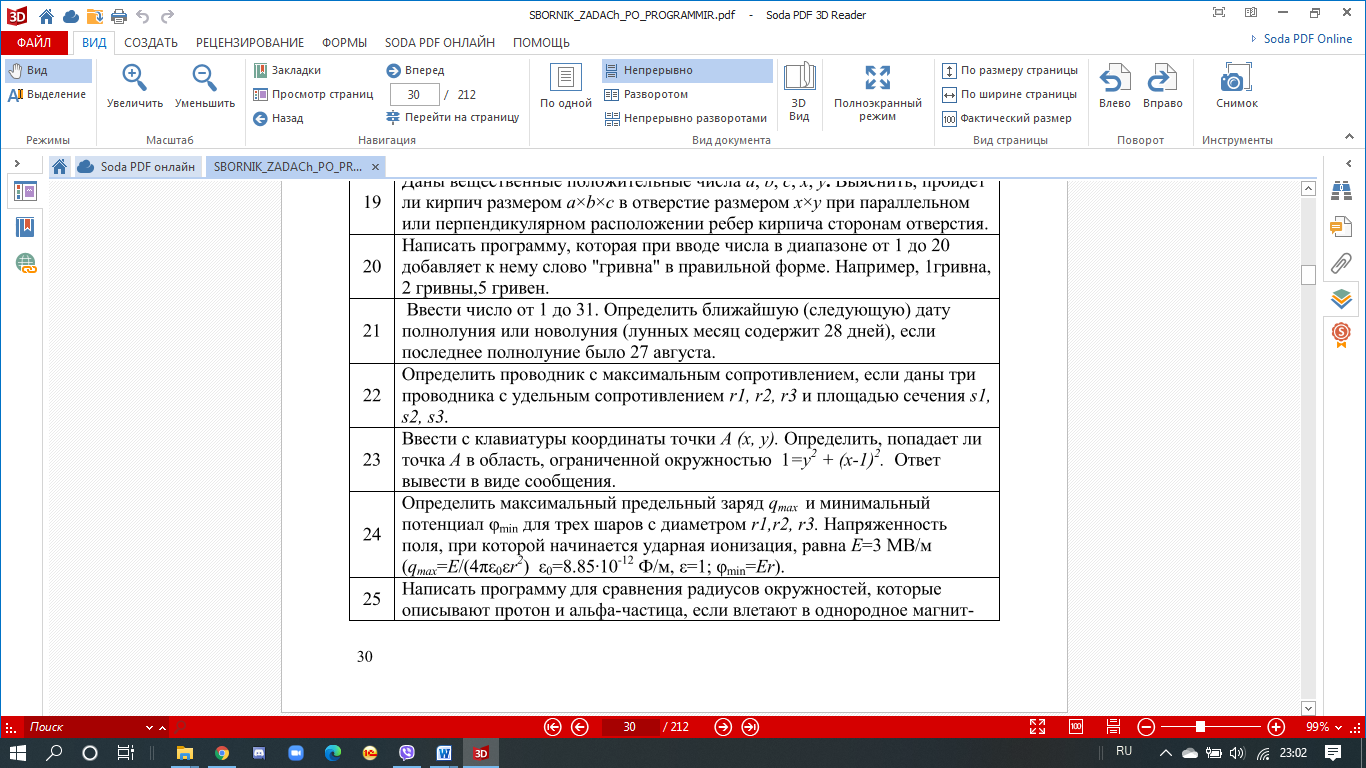 SBORNIK_ZADACh_PO_PROGRAMMIR.pdf - Soda PDF 3D Reader
ФАЙЛ ВИД СОЗДАТЬ РЕЦЕНЗИРОВАНИЕ ФОРМЫ SODA PDF ОНЛАЙН ПОМОЩЬ Soda PDF Online
Вид
Выделение
Режимы
Увеличить Уменьшить
Масштаб
Закладки
Просмотр страниц
Назад
Вперед
30 / 212
Перейти на страницу
Навигация
По одной
Непрерывно
Разворотом
Непрерывно разворотами
3D Вид
Полноэкранный режим
Вид документа
По размеру страницы
По ширине страницы
100 Фактический размер
Вид страницы
Влево Вправо
Поворот
Снимок
Инструменты
Soda PDF онлайн SBORNIK_ZADACh_PO_PR...
19 Даны вещественные положительные числа a, b, c, x, y. Выяснить, пройдет
ли кирпич размером a×b×c в отверстие размером x×y при параллельном
или перпендикулярном расположении ребер кирпича сторонам отверстия.
20 Написать программу, которая при вводе числа в диапазоне от 1 до 20
добавляет к нему слово "гривна" в правильной форме. Например, 1гривна,
2 гривны,5 гривен.
21 Ввести число от 1 до 31. Определить ближайшую (следующую) дату
полнолуния или новолуния (лунных месяц содержит 28 дней), если
последнее полнолуние было 27 августа.
22 Определить проводник с максимальным сопротивлением, если даны три
проводника с удельным сопротивлением r1, r2, r3 и площадью сечения s1,
s2, s3.
23 Ввести с клавиатуры координаты точки A (x, y). Определить, попадает ли
точка A в область, ограниченной окружностью 1=y² + (x-1)². Ответ
вывести в виде сообщения.
24 Определить максимальный предельный заряд qmax и минимальный
потенциал φmin для трех шаров с диаметром r1,r2, r3. Напряженность
поля, при которой начинается ударная ионизация, равна E=3 МВ/м
(qmax=E/(4πε₀εr²) ε₀=8.85·10⁻¹² Ф/м, ε=1; φmin=Er).
25 Написать программу для сравнения радиусов окружностей, которые
описывают протон и альфа-частица, если влетают в однородное магнит-
30
Поиск 30 / 212 100 99%
RU 23:02